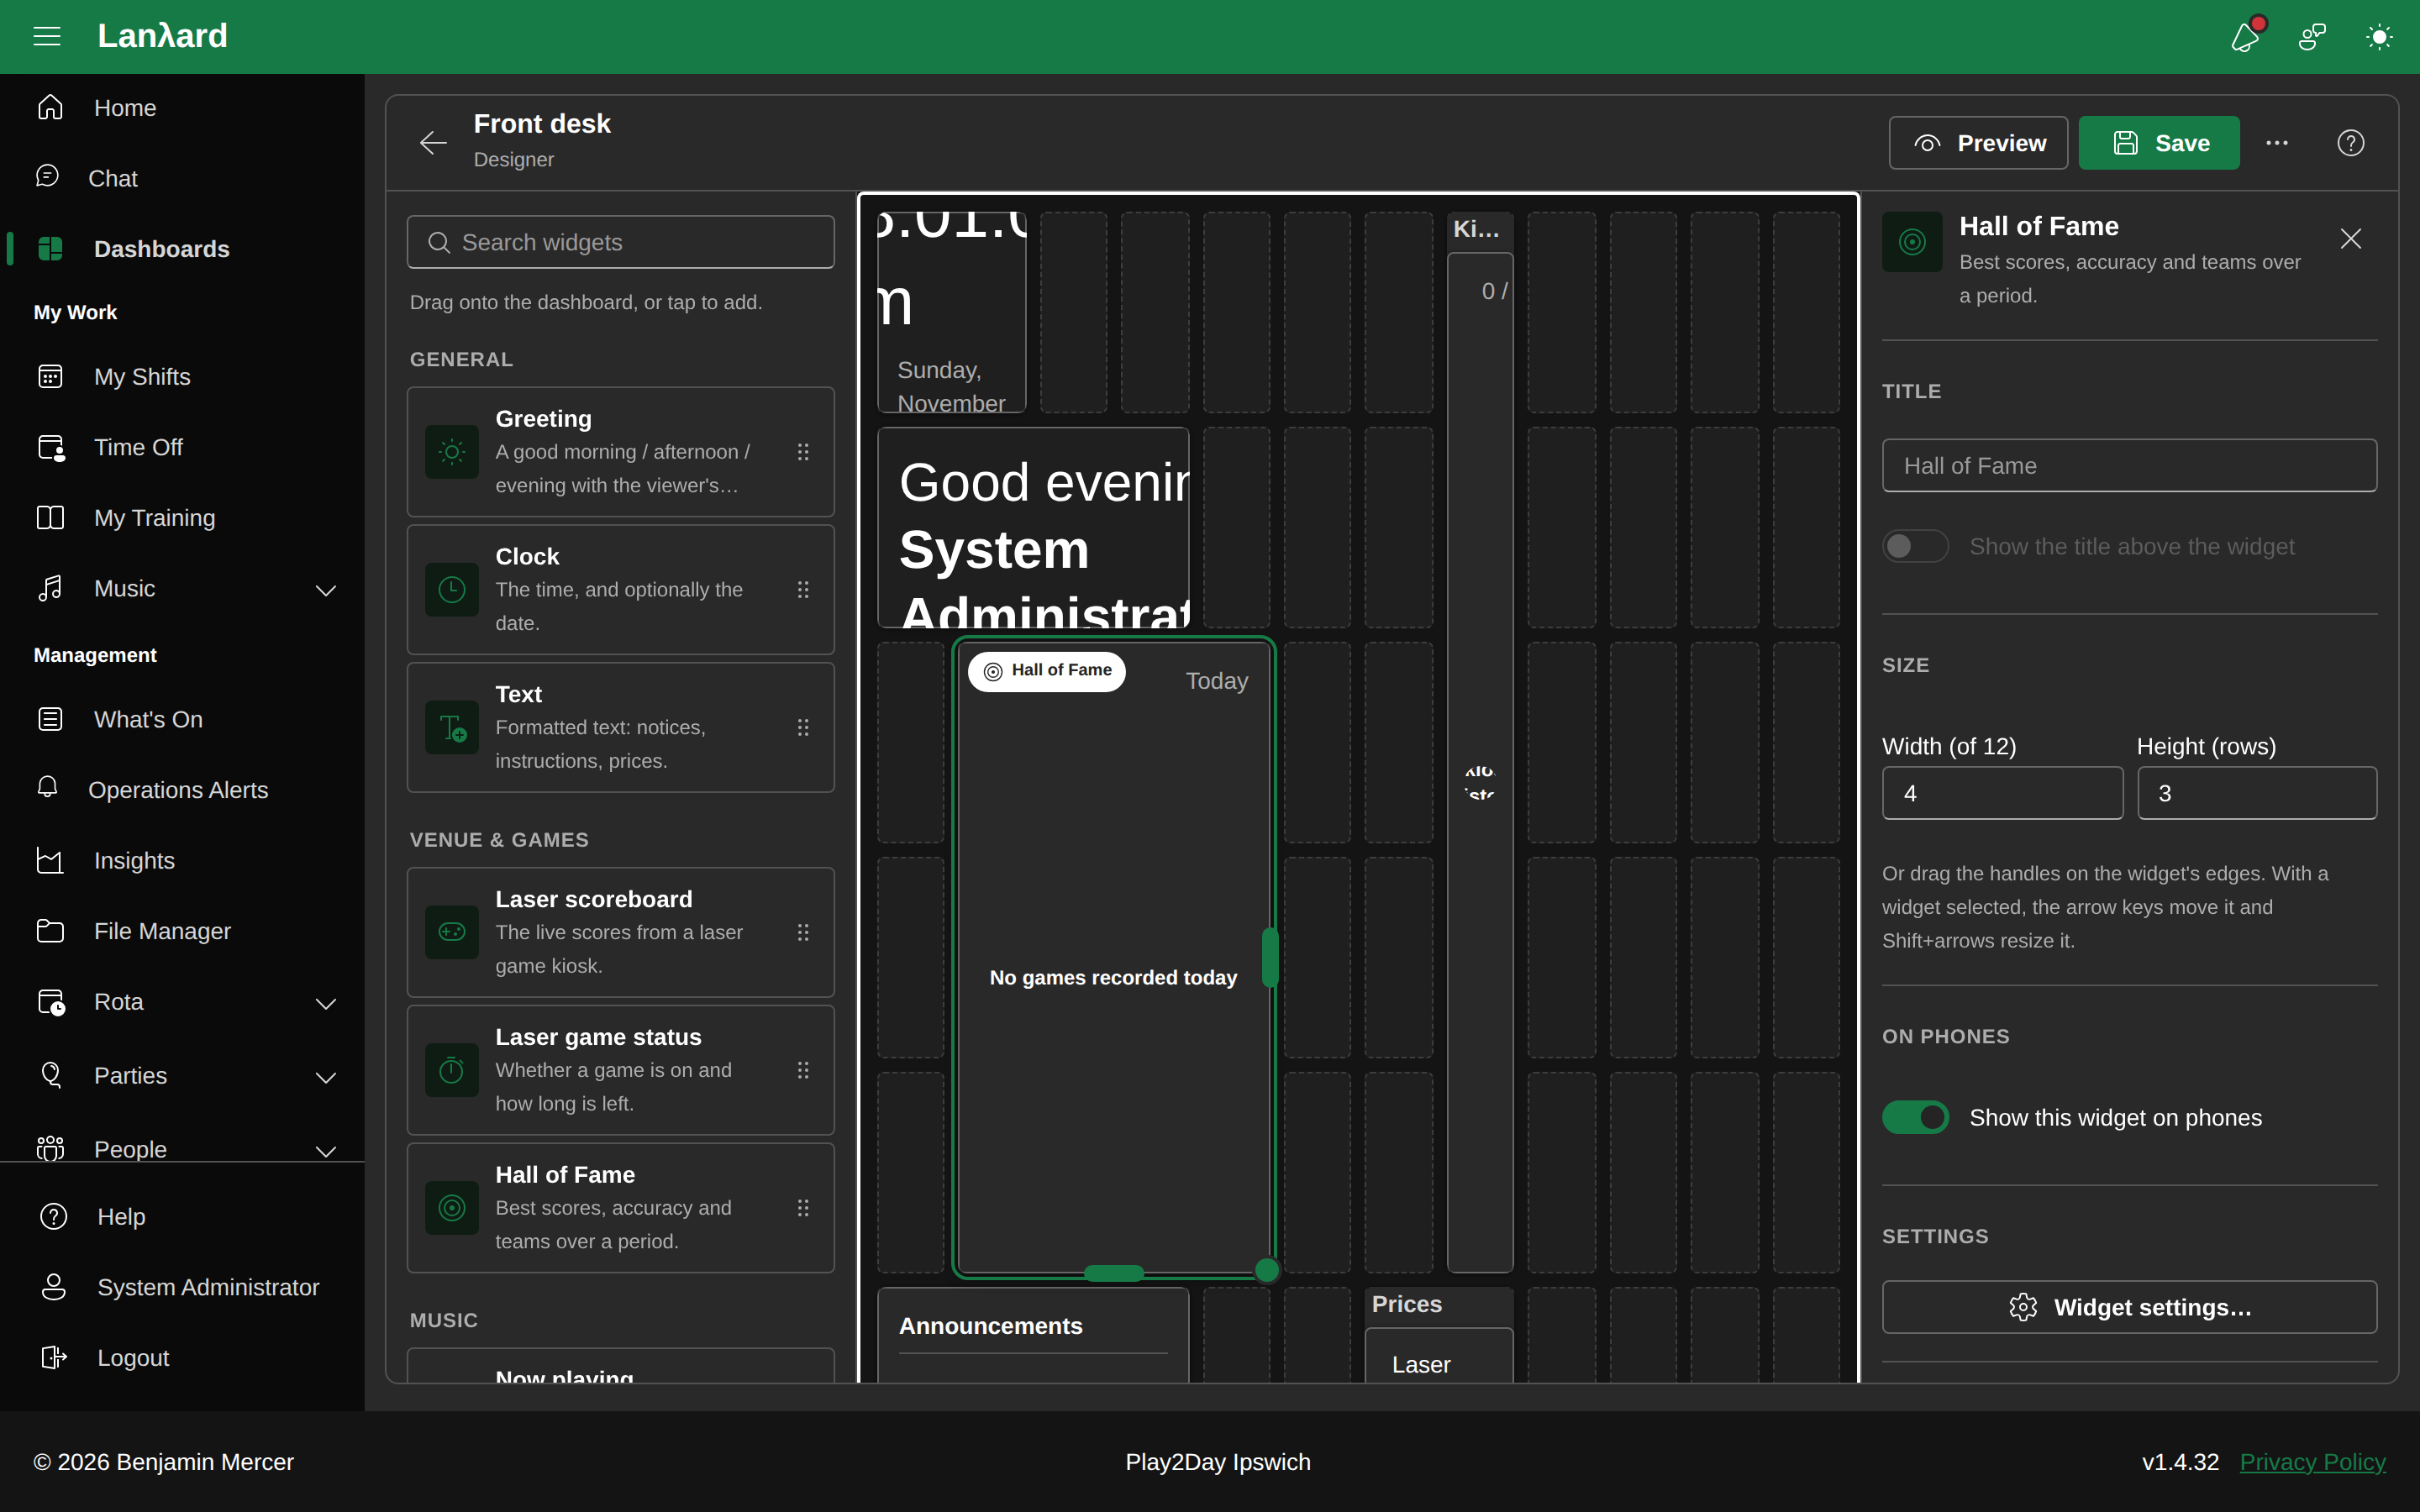 Lanλard
Home
Chat
Dashboards
My Work
My Shifts
Time Off
My Training
Music
Management
What's On
Operations Alerts
Insights
File Manager
Rota
Parties
People
Help
System Administrator
Logout
Front desk
Designer
Preview
Save
Search widgets
Drag onto the dashboard, or tap to add.
GENERAL
Greeting
A good morning / afternoon /
evening with the viewer's…
Clock
The time, and optionally the
date.
Text
Formatted text: notices,
instructions, prices.
VENUE & GAMES
Laser scoreboard
The live scores from a laser
game kiosk.
Laser game status
Whether a game is on and
how long is left.
Hall of Fame
Best scores, accuracy and
teams over a period.
MUSIC
Now playing
m
Sunday,
November
Good evenin
System
Administrat
Ki…
0 /
Hall of Fame
Today
No games recorded today
Announcements
Prices
Laser
Hall of Fame
Best scores, accuracy and teams over
a period.
TITLE
Hall of Fame
Show the title above the widget
SIZE
Width (of 12)
Height (rows)
4
3
Or drag the handles on the widget's edges. With a
widget selected, the arrow keys move it and
Shift+arrows resize it.
ON PHONES
Show this widget on phones
SETTINGS
Widget settings…
© 2026 Benjamin Mercer
Play2Day Ipswich
v1.4.32
Privacy Policy